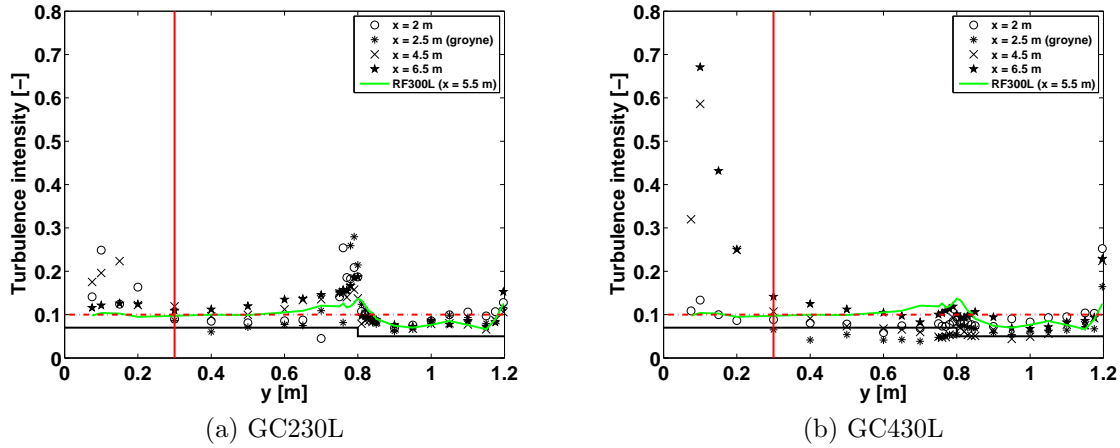 0.8
0.7
0.6
0.5
0.4
0.3
0.2
0.1
0
Turbulence intensity [−]
0 0.2 0.4 0.6 0.8 1 1.2
y [m]
x = 2 m
x = 2.5 m (groyne)
x = 4.5 m
x = 6.5 m
RF300L (x = 5.5 m)
(a) GC230L
0.8
0.7
0.6
0.5
0.4
0.3
0.2
0.1
0
Turbulence intensity [−]
0 0.2 0.4 0.6 0.8 1 1.2
y [m]
x = 2 m
x = 2.5 m (groyne)
x = 4.5 m
x = 6.5 m
RF300L (x = 5.5 m)
(b) GC430L